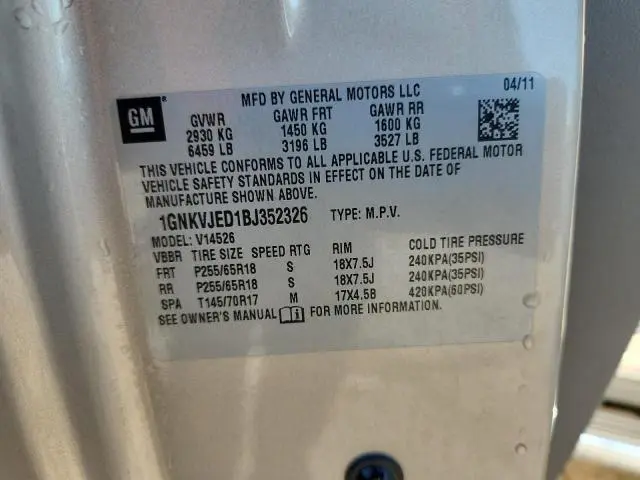 MFD BY GENERAL MOTORS LLC 04/11
GM ®
GVWR GAWR FRT GAWR RR
2930 KG 1450 KG 1600 KG
6459 LB 3196 LB 3527 LB
THIS VEHICLE CONFORMS TO ALL APPLICABLE U.S. FEDERAL MOTOR
VEHICLE SAFETY STANDARDS IN EFFECT ON THE DATE OF
MANUFACTURE SHOWN ABOVE.
1GNKVJED1BJ352326 TYPE: M.P.V.
MODEL: V14526
VBBR TIRE SIZE SPEED RTG RIM COLD TIRE PRESSURE
FRT P255/65R18 S 18X7.5J 240KPA(35PSI)
RR P255/65R18 S 18X7.5J 240KPA(35PSI)
SPA T145/70R17 M 17X4.5B 420KPA(60PSI)
SEE OWNER'S MANUAL i FOR MORE INFORMATION.